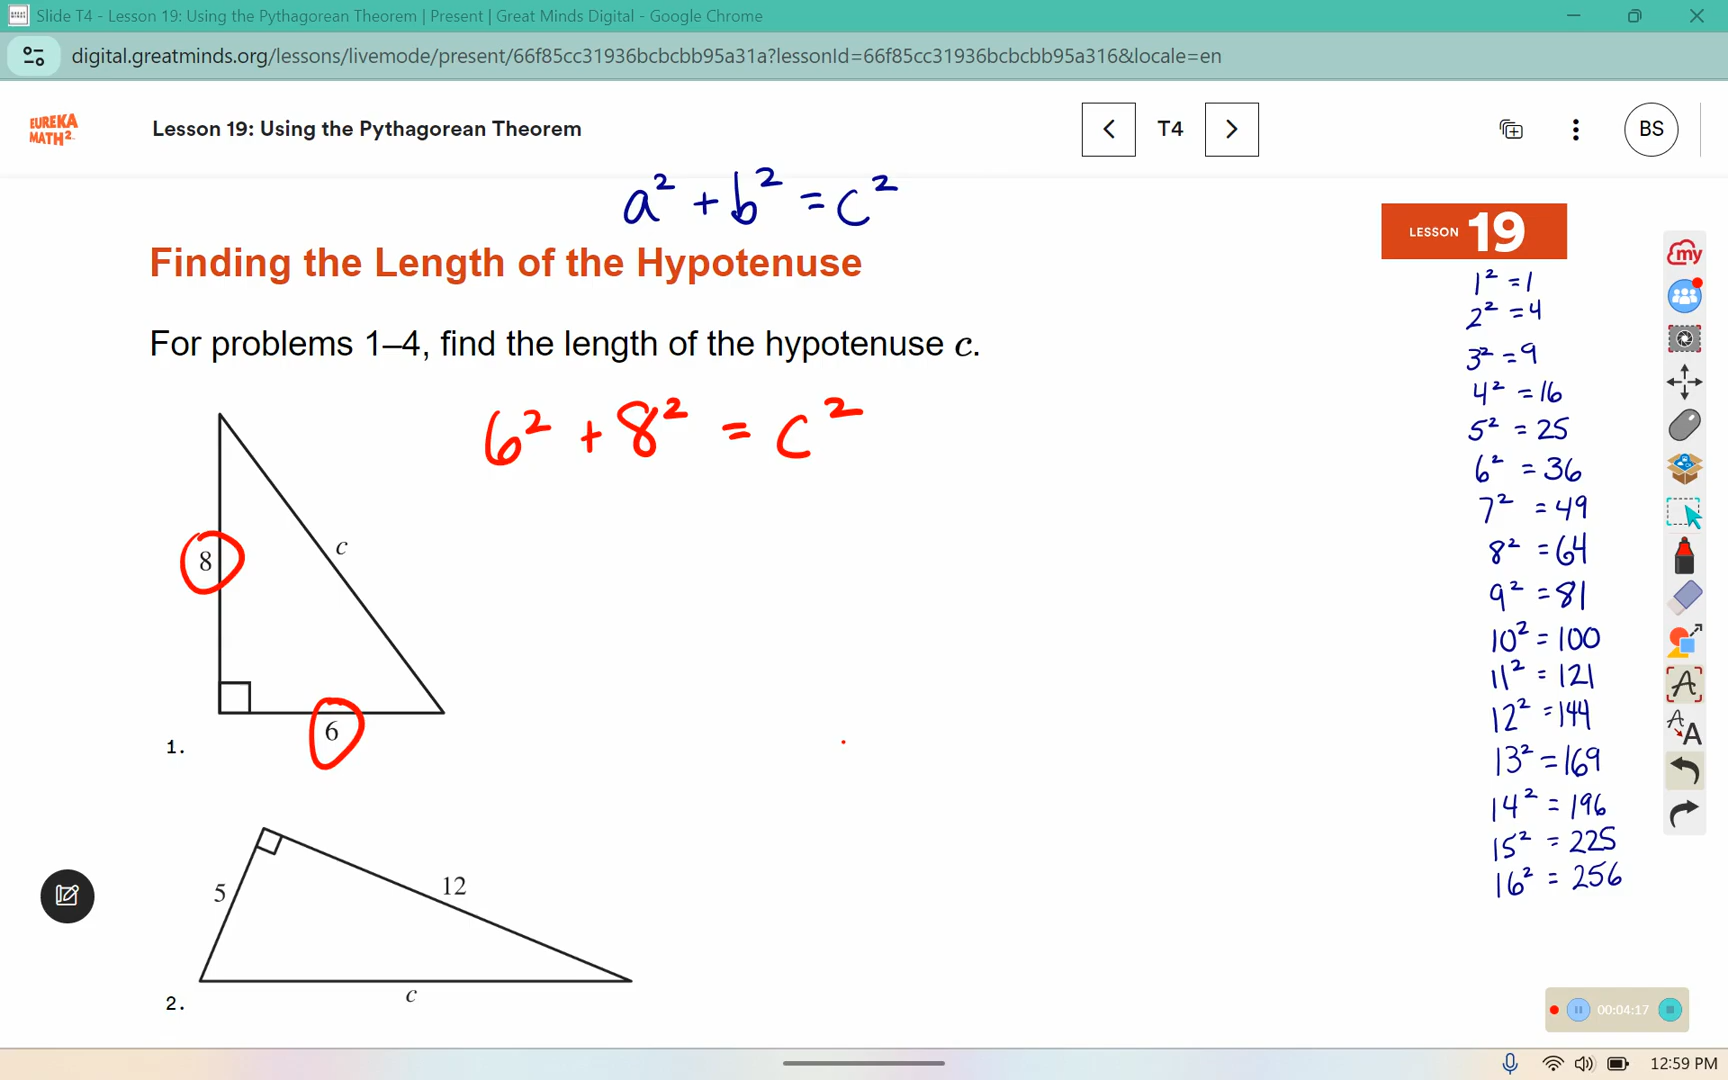 Slide T4 - Lesson 19: Using the Pythagorean Theorem | Present | Great Minds Digital - Google Chrome
digital.greatminds.org/lessons/livemode/present/66f85cc31936bcbcbb95a31a?lessonId=66f85cc31936bcbcbb95a316&locale=en
EUREKA
MATH²
Lesson 19: Using the Pythagorean Theorem
T4
BS
a² + b² = c²
LESSON 19
Finding the Length of the Hypotenuse
For problems 1–4, find the length of the hypotenuse c.
6² + 8² = c²
8
c
6
1.
5
12
c
2.
1² = 1
2² = 4
3² = 9
4² = 16
5² = 25
6² = 36
7² = 49
8² = 64
9² = 81
10² = 100
11² = 121
12² = 144
13² = 169
14² = 196
15² = 225
16² = 256
my
A
A A
00:04:17
12:59 PM